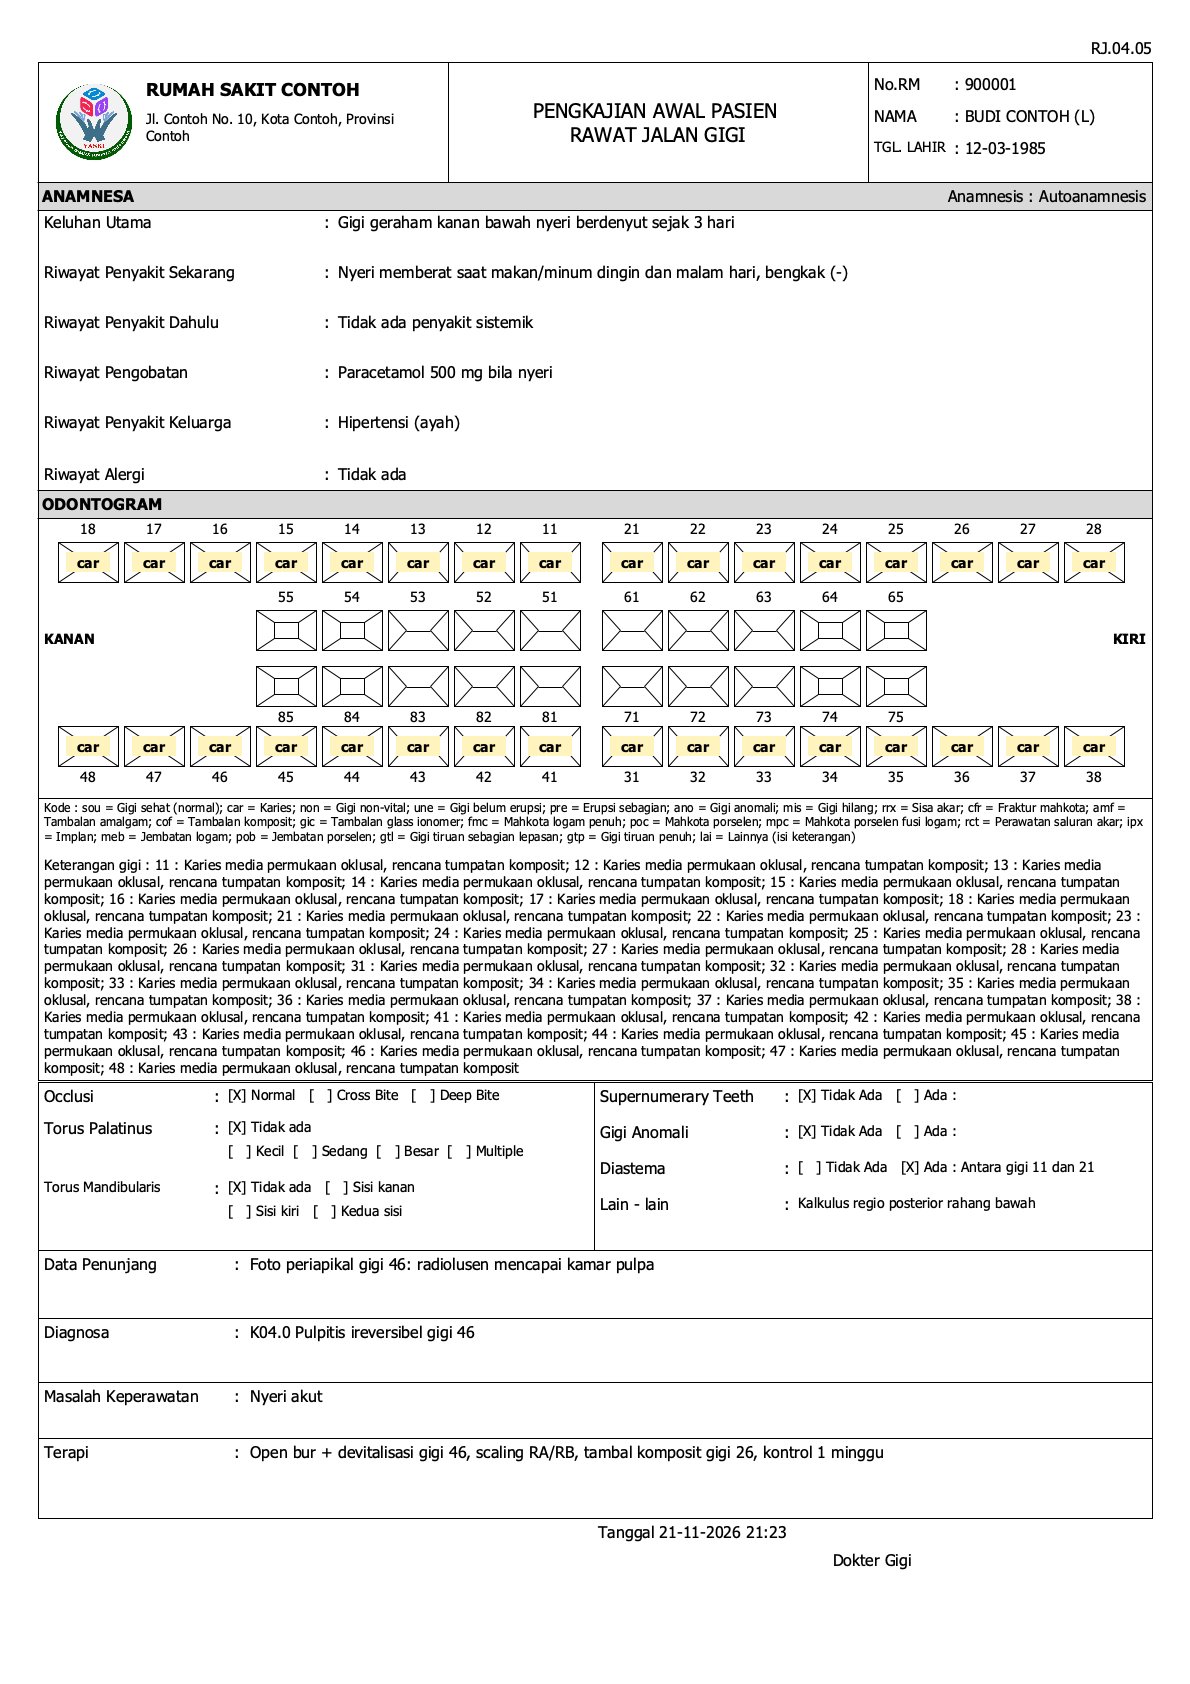 RJ.04.05
RUMAH SAKIT CONTOH
Jl. Contoh No. 10, Kota Contoh, Provinsi
Contoh
YANKI
PENGKAJIAN AWAL PASIEN
RAWAT JALAN GIGI
No.RM : 900001
NAMA : BUDI CONTOH (L)
TGL. LAHIR : 12-03-1985
ANAMNESA Anamnesis : Autoanamnesis
Keluhan Utama : Gigi geraham kanan bawah nyeri berdenyut sejak 3 hari
Riwayat Penyakit Sekarang : Nyeri memberat saat makan/minum dingin dan malam hari, bengkak (-)
Riwayat Penyakit Dahulu : Tidak ada penyakit sistemik
Riwayat Pengobatan : Paracetamol 500 mg bila nyeri
Riwayat Penyakit Keluarga : Hipertensi (ayah)
Riwayat Alergi : Tidak ada
ODONTOGRAM
18 17 16 15 14 13 12 11 21 22 23 24 25 26 27 28
car car car car car car car car car car car car car car car car
55 54 53 52 51 61 62 63 64 65
KANAN KIRI
85 84 83 82 81 71 72 73 74 75
car car car car car car car car car car car car car car car car
48 47 46 45 44 43 42 41 31 32 33 34 35 36 37 38
Kode : sou = Gigi sehat (normal); car = Karies; non = Gigi non-vital; une = Gigi belum erupsi; pre = Erupsi sebagian; ano = Gigi anomali; mis = Gigi hilang; rrx = Sisa akar; cfr = Fraktur mahkota; amf =
Tambalan amalgam; cof = Tambalan komposit; gic = Tambalan glass ionomer; fmc = Mahkota logam penuh; poc = Mahkota porselen; mpc = Mahkota porselen fusi logam; rct = Perawatan saluran akar; ipx
= Implan; meb = Jembatan logam; pob = Jembatan porselen; gtl = Gigi tiruan sebagian lepasan; gtp = Gigi tiruan penuh; lai = Lainnya (isi keterangan)
Keterangan gigi : 11 : Karies media permukaan oklusal, rencana tumpatan komposit; 12 : Karies media permukaan oklusal, rencana tumpatan komposit; 13 : Karies media
permukaan oklusal, rencana tumpatan komposit; 14 : Karies media permukaan oklusal, rencana tumpatan komposit; 15 : Karies media permukaan oklusal, rencana tumpatan
komposit; 16 : Karies media permukaan oklusal, rencana tumpatan komposit; 17 : Karies media permukaan oklusal, rencana tumpatan komposit; 18 : Karies media permukaan
oklusal, rencana tumpatan komposit; 21 : Karies media permukaan oklusal, rencana tumpatan komposit; 22 : Karies media permukaan oklusal, rencana tumpatan komposit; 23 :
Karies media permukaan oklusal, rencana tumpatan komposit; 24 : Karies media permukaan oklusal, rencana tumpatan komposit; 25 : Karies media permukaan oklusal, rencana
tumpatan komposit; 26 : Karies media permukaan oklusal, rencana tumpatan komposit; 27 : Karies media permukaan oklusal, rencana tumpatan komposit; 28 : Karies media
permukaan oklusal, rencana tumpatan komposit; 31 : Karies media permukaan oklusal, rencana tumpatan komposit; 32 : Karies media permukaan oklusal, rencana tumpatan
komposit; 33 : Karies media permukaan oklusal, rencana tumpatan komposit; 34 : Karies media permukaan oklusal, rencana tumpatan komposit; 35 : Karies media permukaan
oklusal, rencana tumpatan komposit; 36 : Karies media permukaan oklusal, rencana tumpatan komposit; 37 : Karies media permukaan oklusal, rencana tumpatan komposit; 38 :
Karies media permukaan oklusal, rencana tumpatan komposit; 41 : Karies media permukaan oklusal, rencana tumpatan komposit; 42 : Karies media permukaan oklusal, rencana
tumpatan komposit; 43 : Karies media permukaan oklusal, rencana tumpatan komposit; 44 : Karies media permukaan oklusal, rencana tumpatan komposit; 45 : Karies media
permukaan oklusal, rencana tumpatan komposit; 46 : Karies media permukaan oklusal, rencana tumpatan komposit; 47 : Karies media permukaan oklusal, rencana tumpatan
komposit; 48 : Karies media permukaan oklusal, rencana tumpatan komposit
Occlusi : [X] Normal [ ] Cross Bite [ ] Deep Bite
Torus Palatinus : [X] Tidak ada
[ ] Kecil [ ] Sedang [ ] Besar [ ] Multiple
Torus Mandibularis : [X] Tidak ada [ ] Sisi kanan
[ ] Sisi kiri [ ] Kedua sisi
Supernumerary Teeth : [X] Tidak Ada [ ] Ada :
Gigi Anomali : [X] Tidak Ada [ ] Ada :
Diastema : [ ] Tidak Ada [X] Ada : Antara gigi 11 dan 21
Lain - lain : Kalkulus regio posterior rahang bawah
Data Penunjang : Foto periapikal gigi 46: radiolusen mencapai kamar pulpa
Diagnosa : K04.0 Pulpitis ireversibel gigi 46
Masalah Keperawatan : Nyeri akut
Terapi : Open bur + devitalisasi gigi 46, scaling RA/RB, tambal komposit gigi 26, kontrol 1 minggu
Tanggal 21-11-2026 21:23
Dokter Gigi